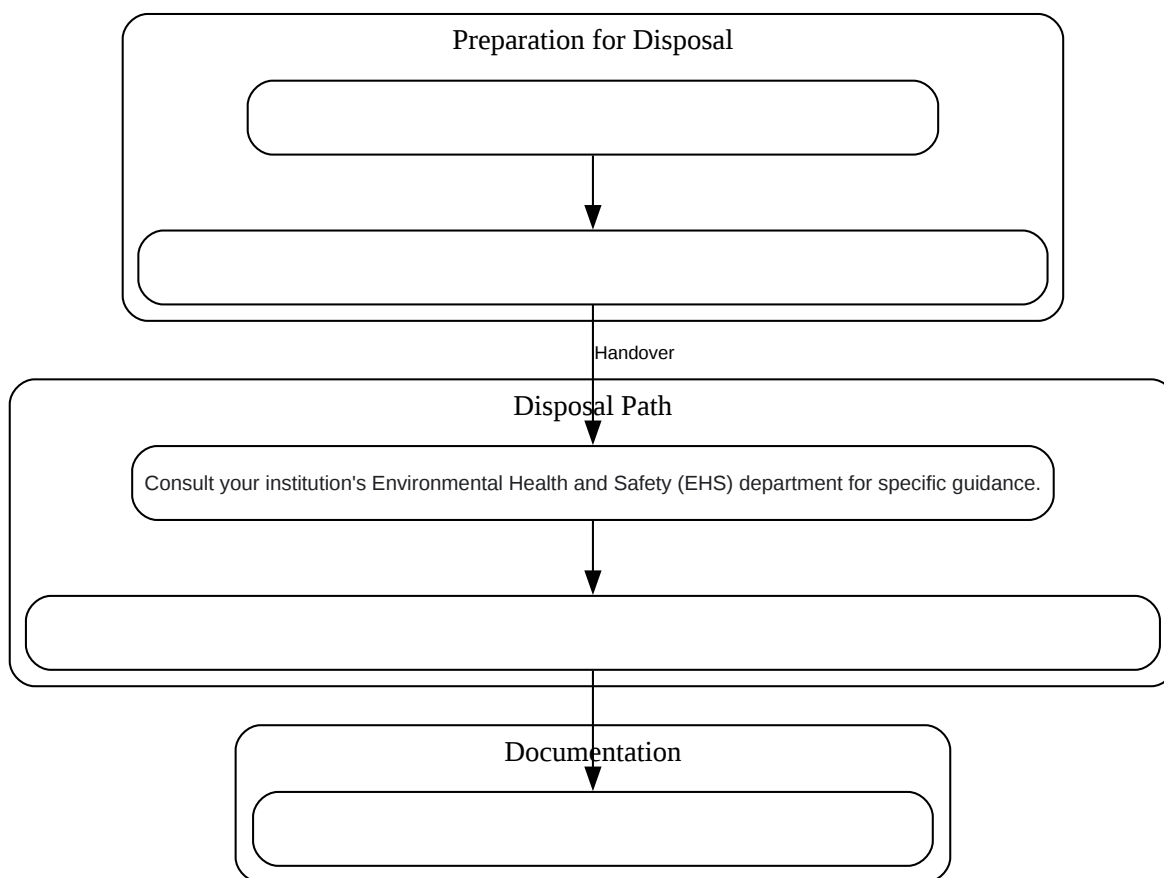 Preparation for Disposal
Handover
Disposal Path
Consult your institution's Environmental Health and Safety (EHS) department for specific guidance.
Documentation